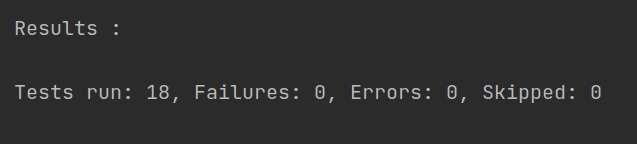 Results :
Tests run: 18, Failures: 0, Errors: 0, Skipped: 0